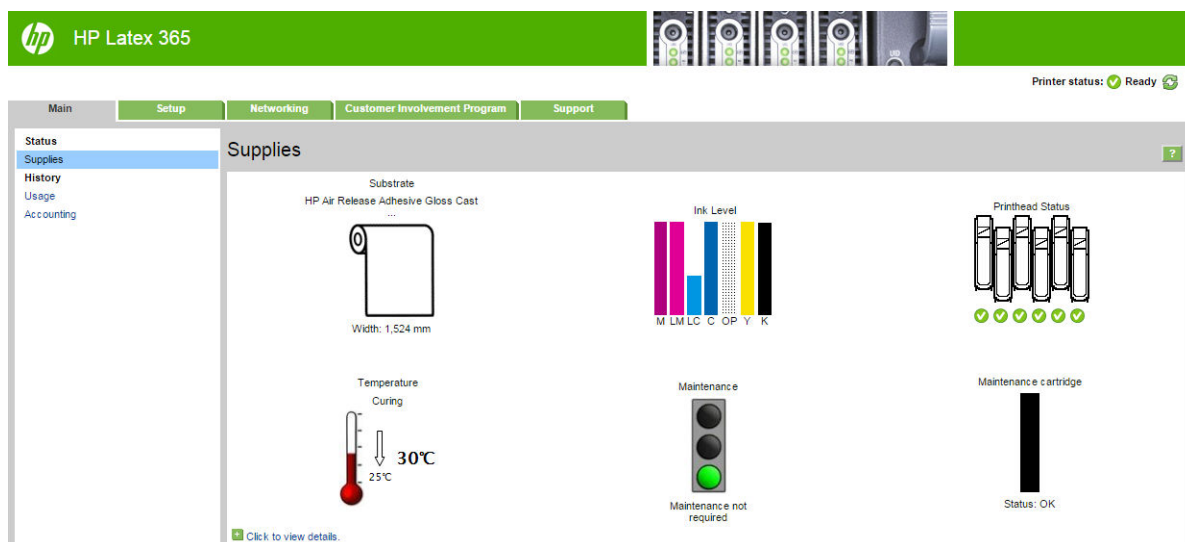 hp
HP Latex 365
Printer status: Ready
Main Setup Networking Customer Involvement Program Support
Status
Supplies
History
Usage
Accounting
Supplies
?
Substrate
HP Air Release Adhesive Gloss Cast
...
Width: 1,524 mm
Ink Level
M LM LC C OP Y K
Printhead Status
Temperature
Curing
30℃
25℃
Maintenance
Maintenance not
required
Maintenance cartridge
Status: OK
Click to view details.